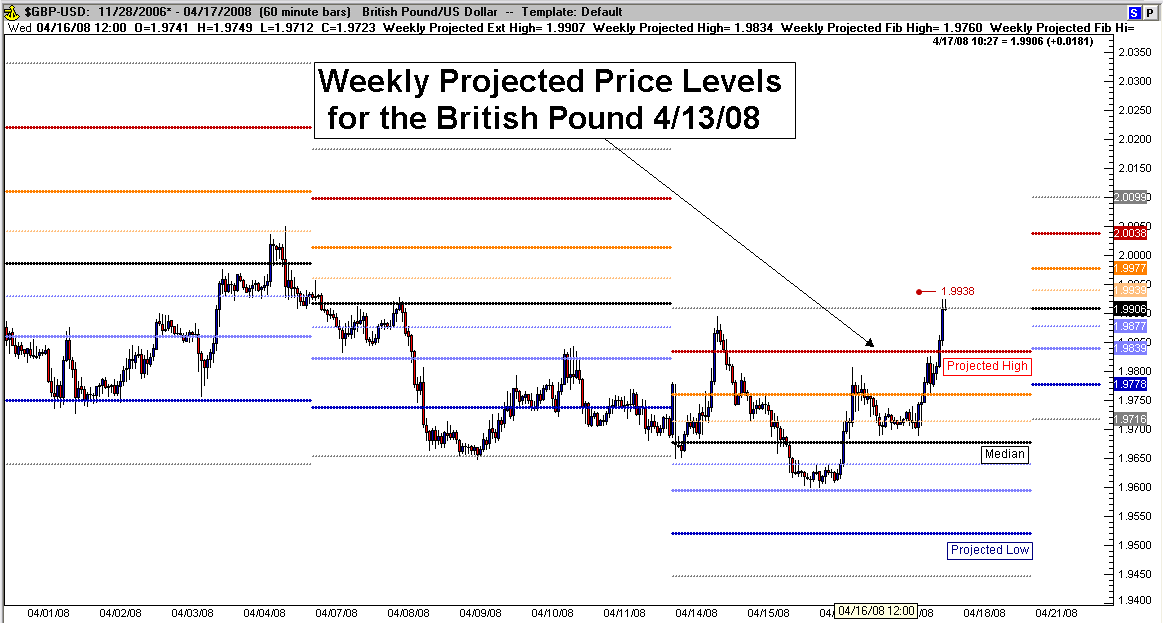 $GBP-USD: 11/28/2006* - 04/17/2008 (60 minute bars) British Pound/US Dollar -- Template: Default
S P
Wed 04/16/08 12:00 O=1.9741 H=1.9749 L=1.9712 C=1.9723 Weekly Projected Ext High= 1.9907 Weekly Projected High= 1.9834 Weekly Projected Fib High= 1.9760 Weekly Projected Fib Hi=
4/17/08 10:27 = 1.9906 (+0.0181)
Weekly Projected Price Levels
for the British Pound 4/13/08
2.0350
2.0300
2.0250
2.0200
2.0150
2.0099
2.0038
2.0000
1.9977
1.9938
1.9906
1.9877
1.9839
Projected High
1.9800
1.9778
1.9750
1.9716
1.9700
Median
1.9650
1.9600
1.9550
Projected Low
1.9500
1.9450
1.9400
04/01/08 04/02/08 04/03/08 04/04/08 04/07/08 04/08/08 04/09/08 04/10/08 04/11/08 04/14/08 04/15/08 04/16/08 12:00 /08 04/18/08 04/21/08